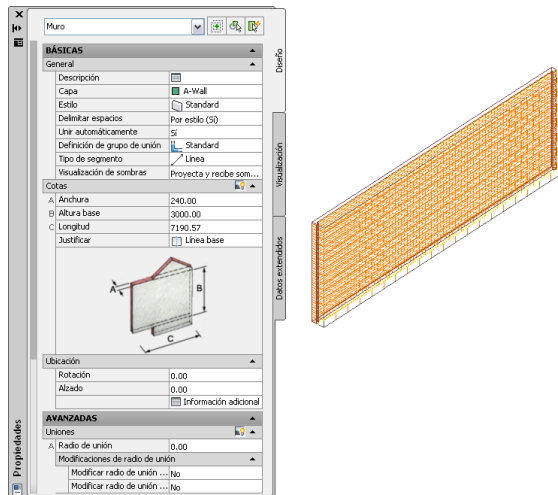 Muro
BÁSICAS
General
Descripción
Capa A-Wall
Estilo Standard
Delimitar espacios Por estilo (Sí)
Unir automáticamente Sí
Definición de grupo de unión Standard
Tipo de segmento Línea
Visualización de sombras Proyecta y recibe som...
Cotas
A Anchura 240.00
B Altura base 3000.00
C Longitud 7190.57
Justificar Línea base
A
B
C
Ubicación
Rotación 0.00
Alzado 0.00
Información adicional
AVANZADAS
Uniones
A Radio de unión 0.00
Modificaciones de radio de unión
Modificar radio de unión ... No
Modificar radio de unión ... No
Diseño
Visualización
Datos extendidos
Propiedades